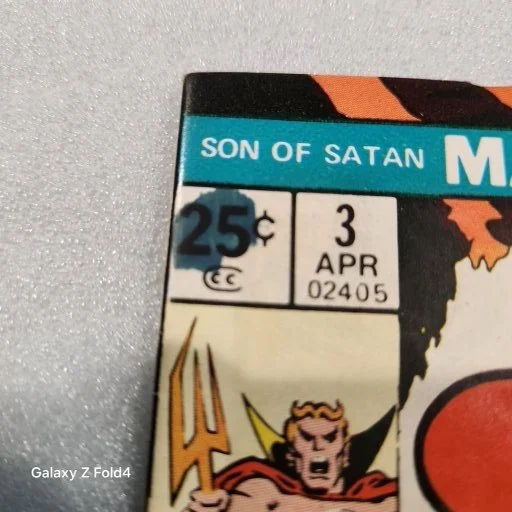 SON OF SATAN
25¢
CC
3
APR
02405
Galaxy Z Fold4